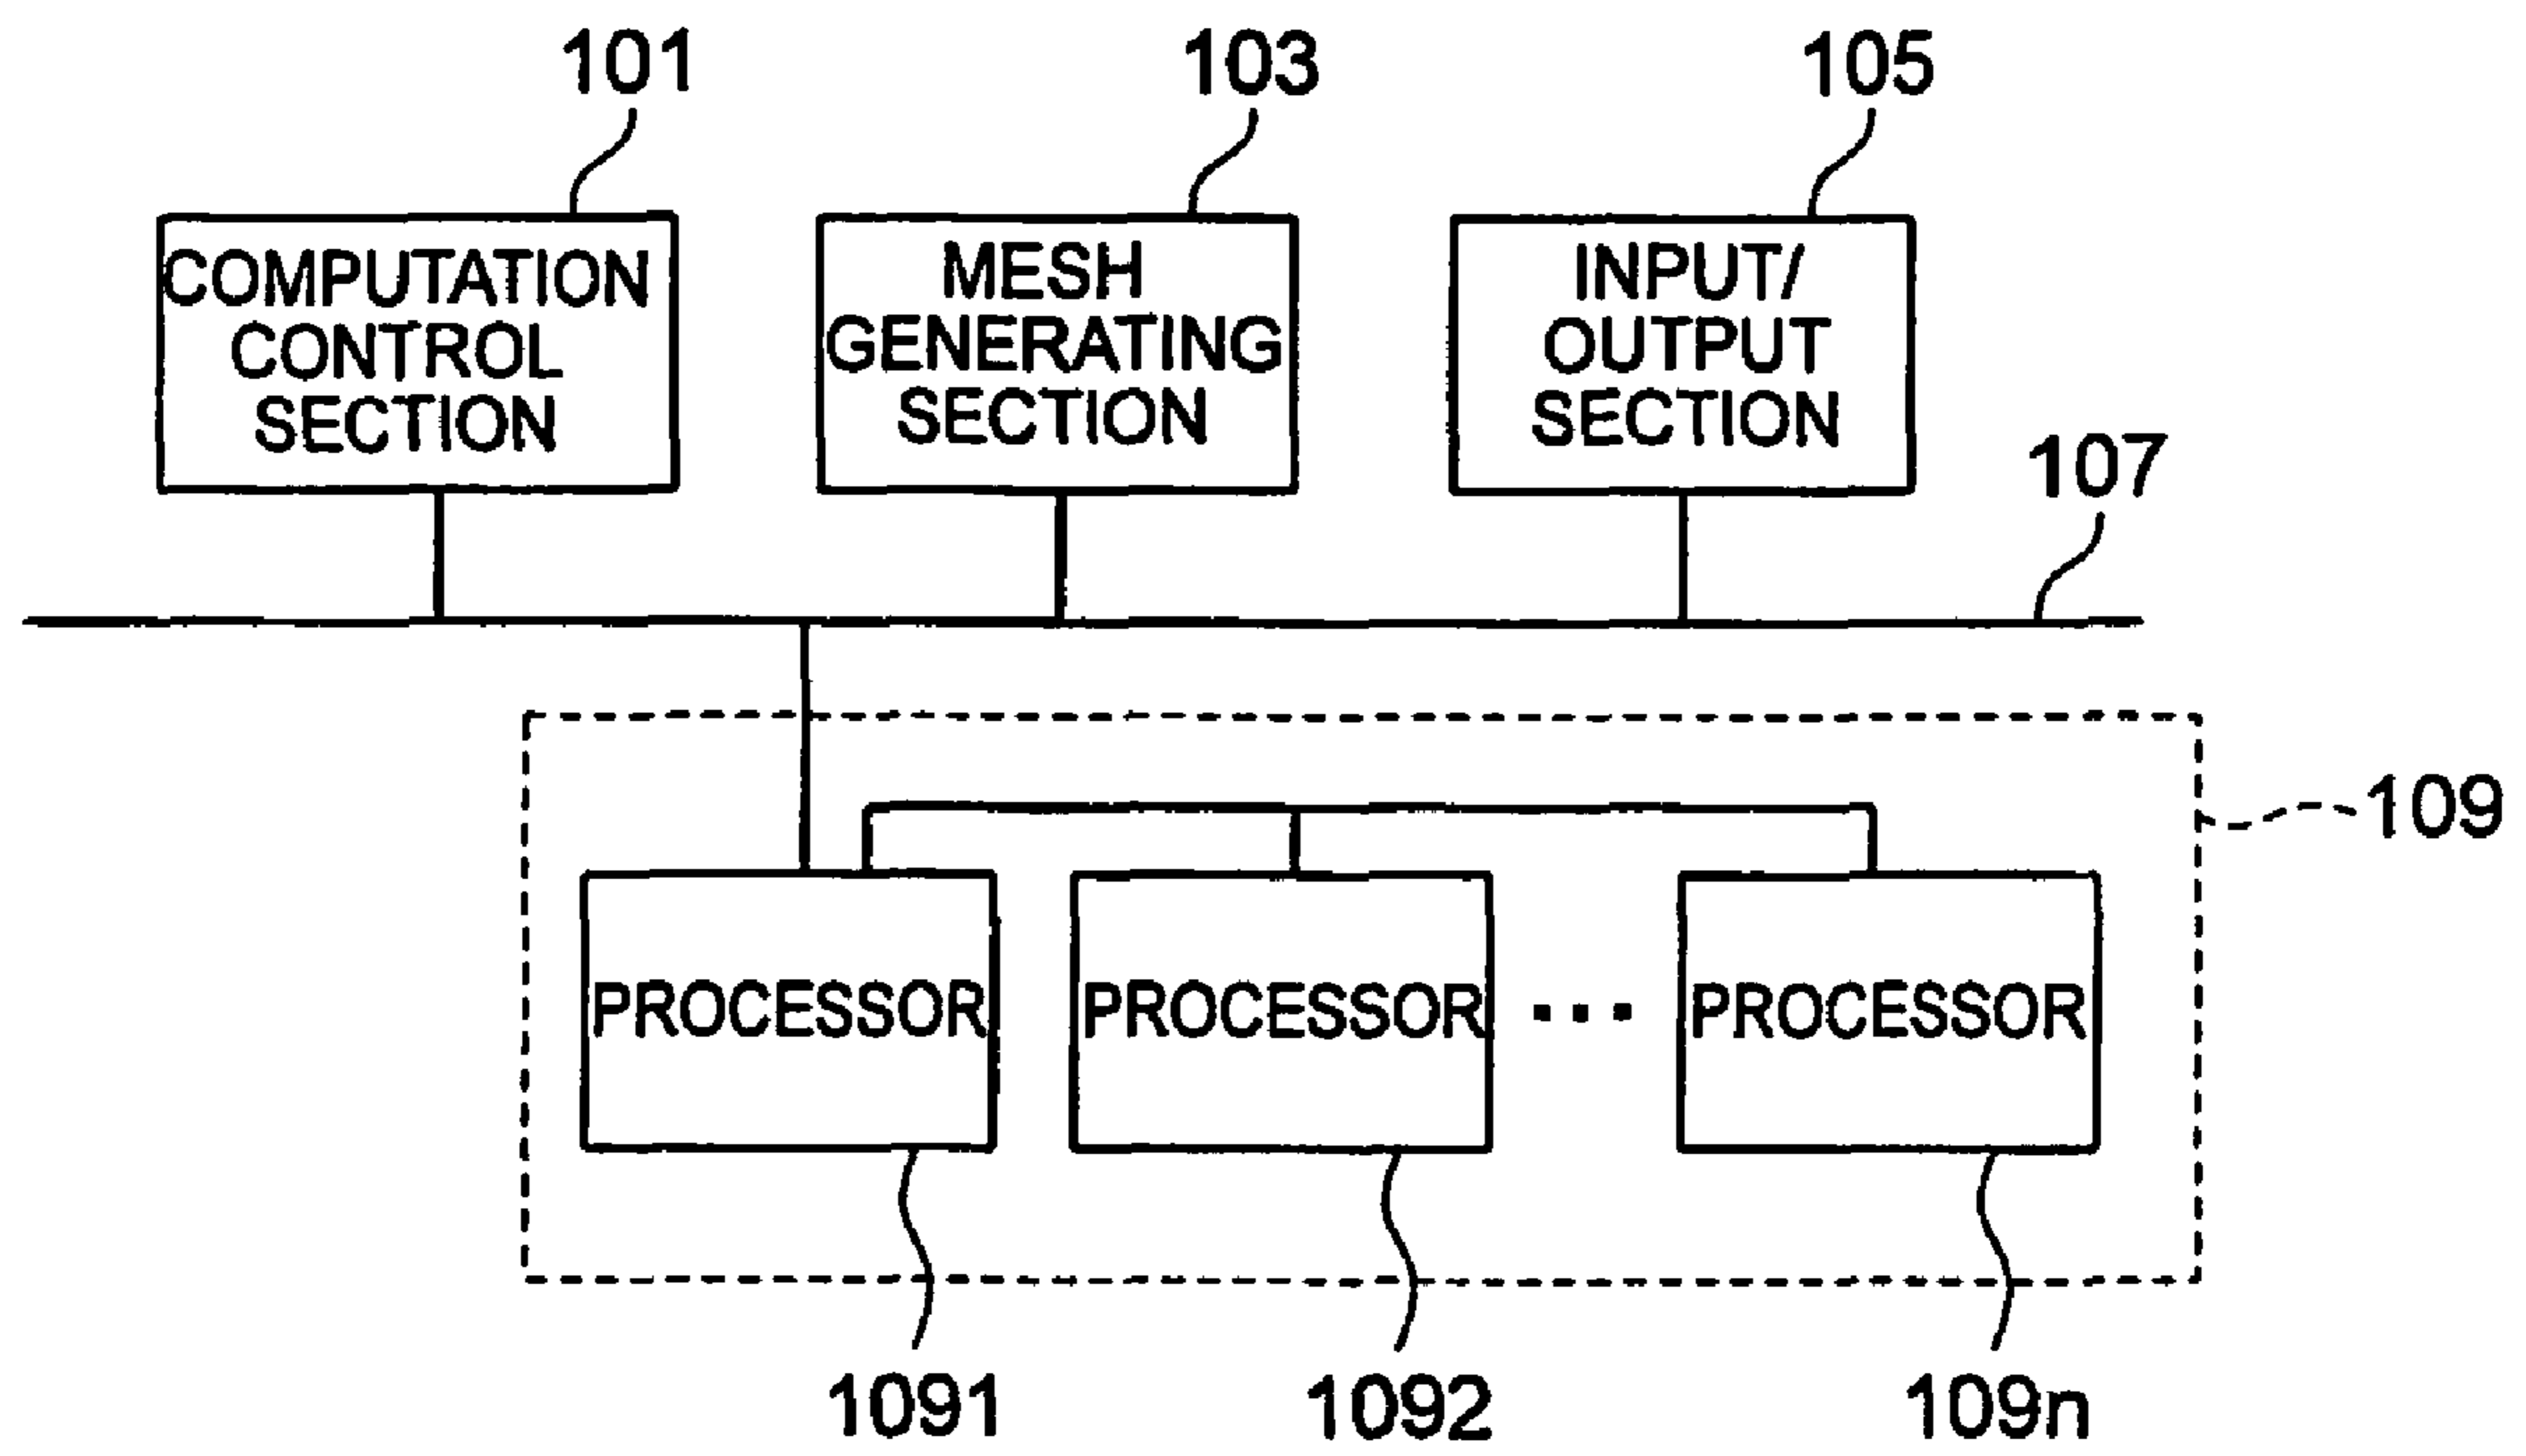 101
103
105
COMPUTATION
CONTROL
SECTION
MESH
GENERATING
SECTION
INPUT/
OUTPUT
SECTION
107
109
PROCESSOR
PROCESSOR
...
PROCESSOR
1091
1092
109n